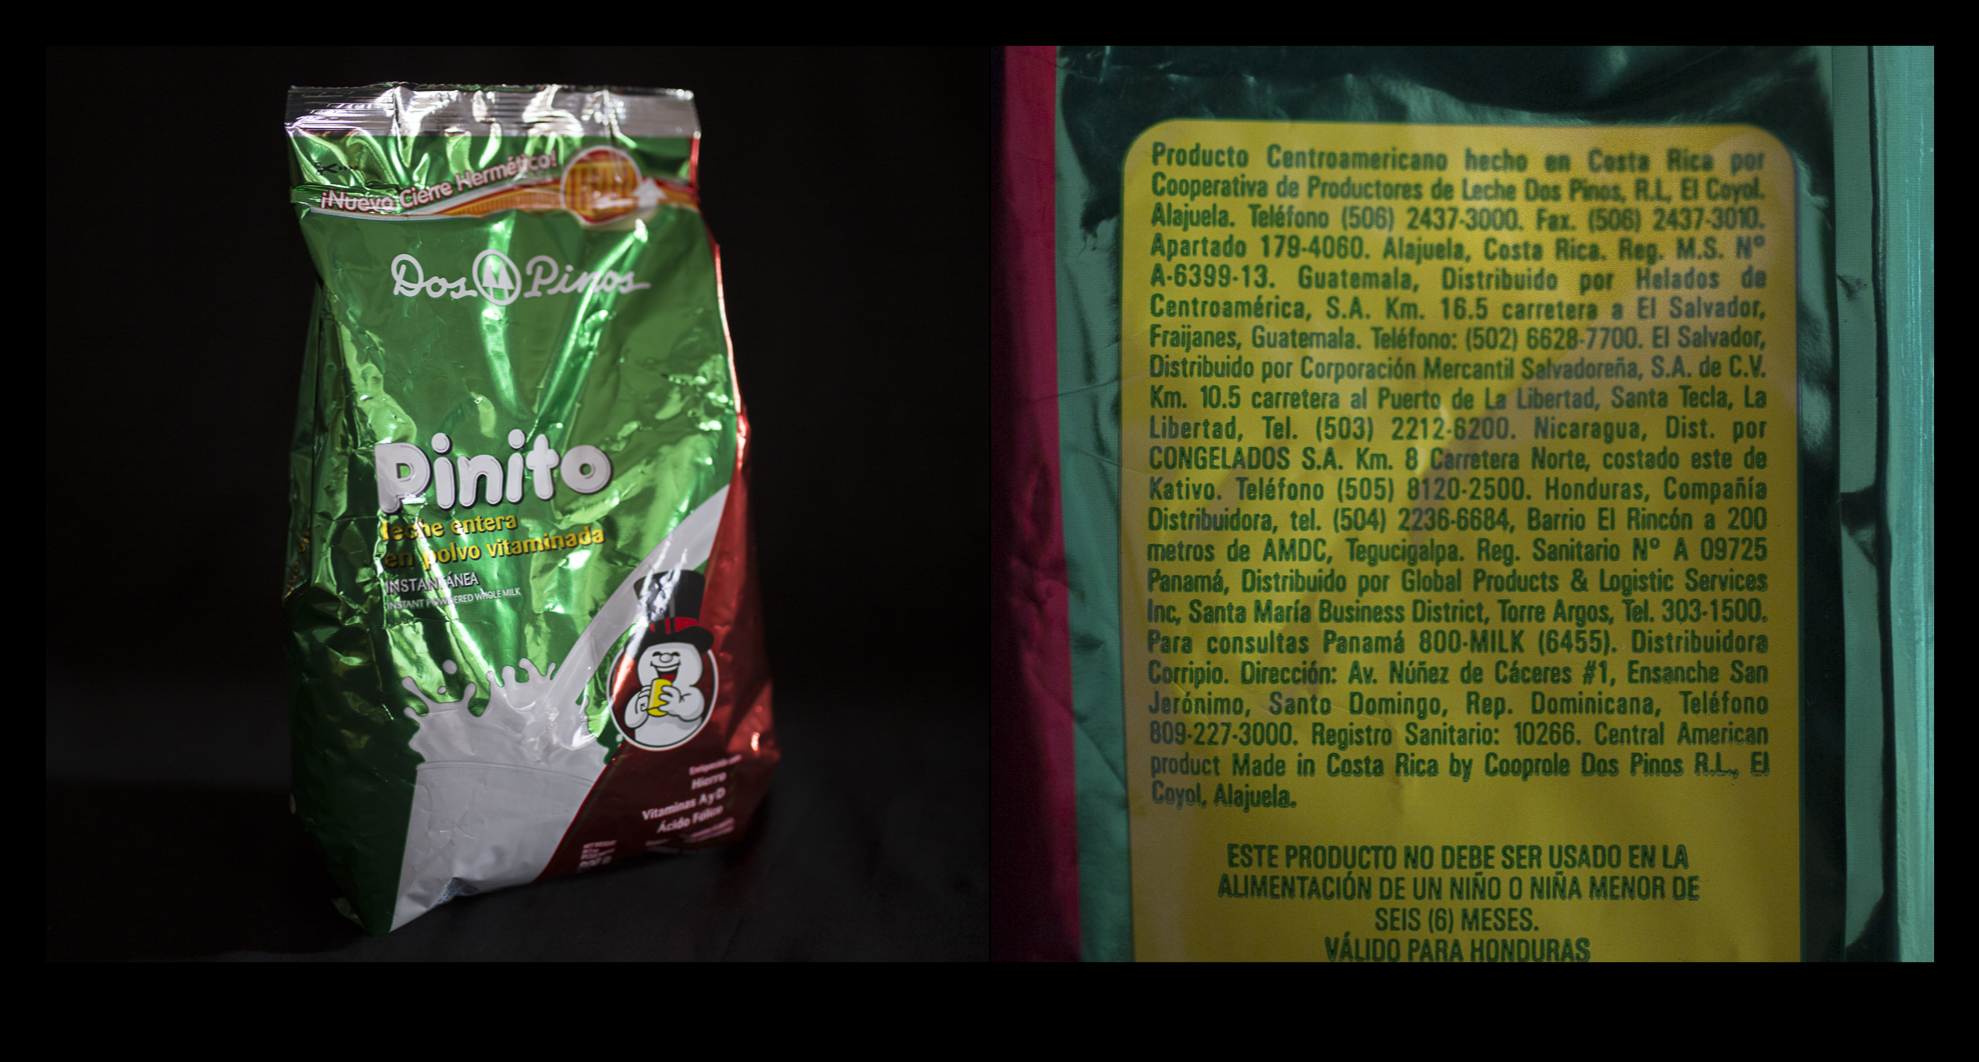 ¡Nuevo Cierre Hermético!
Dos Pinos
Pinito
leche entera
en polvo vitaminada
INSTANTÁNEA
INSTANT POWDERED WHOLE MILK
Enriquecida con
Hierro
Vitaminas A y D
Ácido Fólico
Producto Centroamericano hecho en Costa Rica por
Cooperativa de Productores de Leche Dos Pinos, R.L, El Coyol.
Alajuela. Teléfono (506) 2437-3000. Fax. (506) 2437-3010.
Apartado 179-4060. Alajuela, Costa Rica. Reg. M.S. N°
A-6399-13. Guatemala, Distribuido por Helados de
Centroamérica, S.A. Km. 16.5 carretera a El Salvador,
Fraijanes, Guatemala. Teléfono: (502) 6628-7700. El Salvador,
Distribuido por Corporación Mercantil Salvadoreña, S.A. de C.V.
Km. 10.5 carretera al Puerto de La Libertad, Santa Tecla, La
Libertad, Tel. (503) 2212-6200. Nicaragua, Dist. por
CONGELADOS S.A. Km. 8 Carretera Norte, costado este de
Kativo. Teléfono (505) 8120-2500. Honduras, Compañía
Distribuidora, tel. (504) 2236-6684, Barrio El Rincón a 200
metros de AMDC, Tegucigalpa. Reg. Sanitario N° A 09725
Panamá, Distribuido por Global Products & Logistic Services
Inc, Santa María Business District, Torre Argos, Tel. 303-1500.
Para consultas Panamá 800-MILK (6455). Distribuidora
Corripio. Dirección: Av. Núñez de Cáceres #1, Ensanche San
Jerónimo, Santo Domingo, Rep. Dominicana, Teléfono
809-227-3000. Registro Sanitario: 10266. Central American
product Made in Costa Rica by Cooprole Dos Pinos R.L., El
Coyol, Alajuela.
ESTE PRODUCTO NO DEBE SER USADO EN LA
ALIMENTACIÓN DE UN NIÑO O NIÑA MENOR DE
SEIS (6) MESES.
VÁLIDO PARA HONDURAS